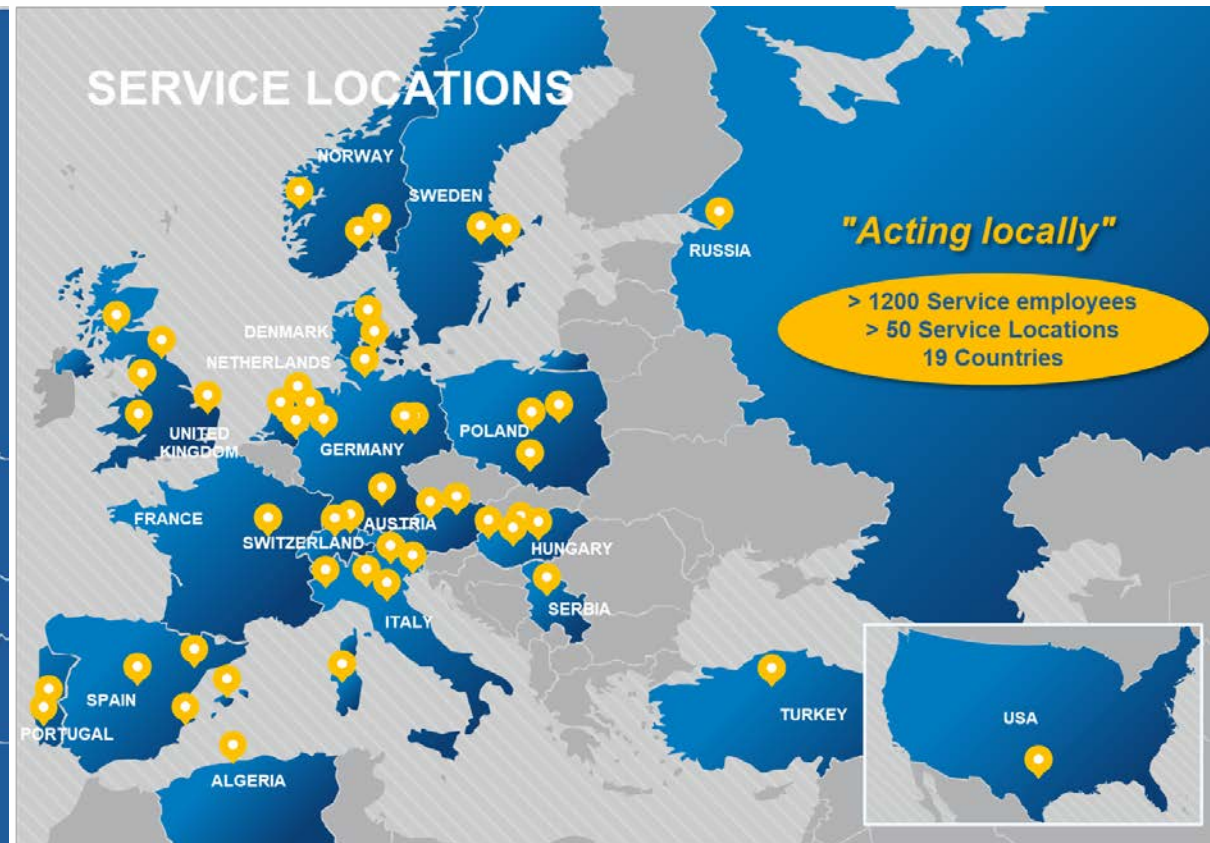 SERVICE LOCATIONS
NORWAY
SWEDEN
RUSSIA
"Acting locally"
> 1200 Service employees
> 50 Service Locations
19 Countries
DENMARK
NETHERLANDS
UNITED
KINGDOM
GERMANY
POLAND
FRANCE
SWITZERLAND
AUSTRIA
HUNGARY
SERBIA
ITALY
SPAIN
PORTUGAL
ALGERIA
TURKEY
USA